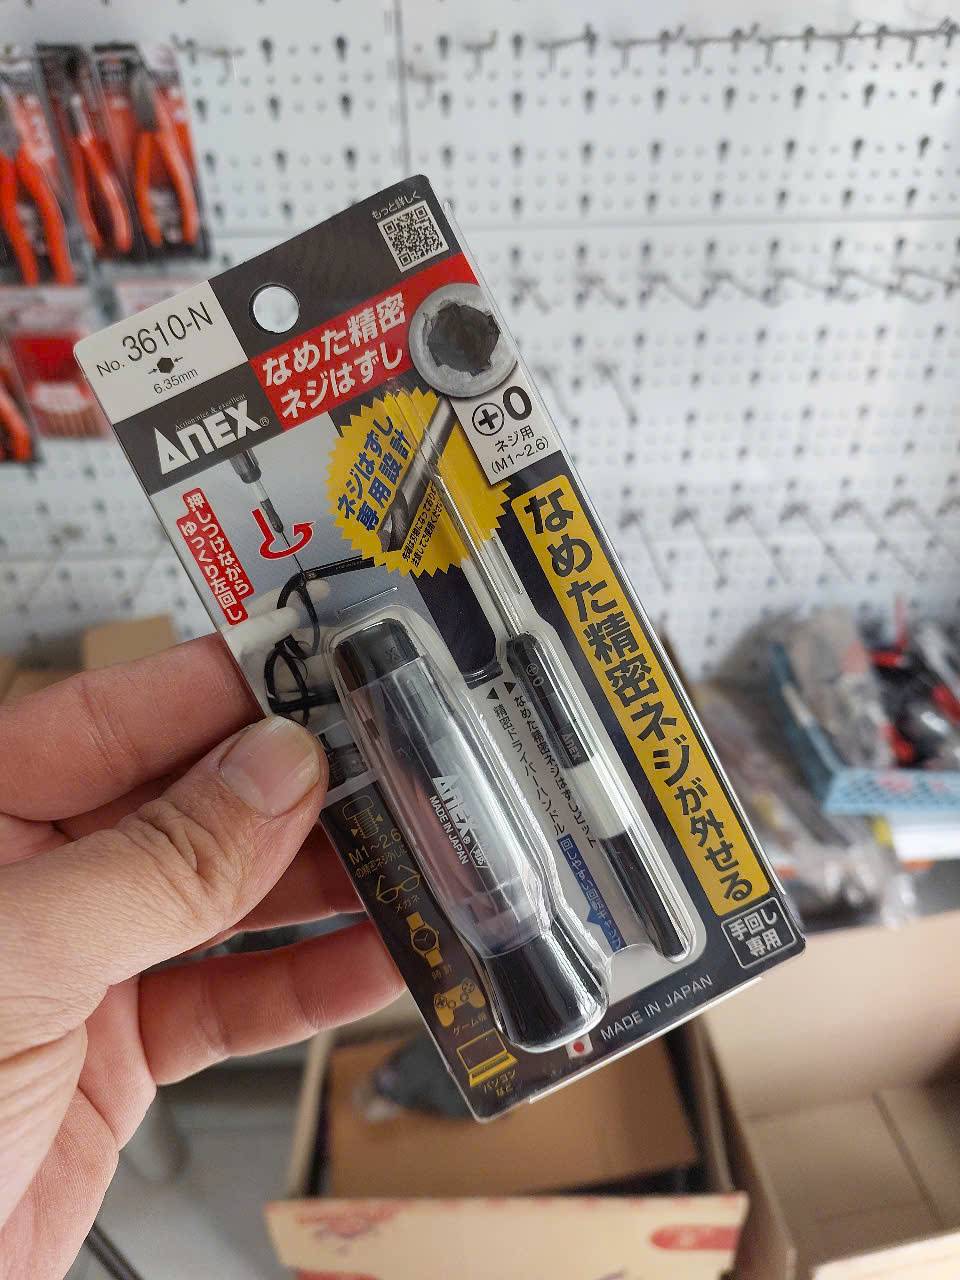 もっと詳しく
No. 3610-N
6.35mm
なめた精密
ネジはずし
Anex®
0
ネジ用
(M1~2.6)
ネジはずし
専用設計
押しつけながら
ゆっくり左回し
なめた精密ネジが外せる
0
ANEX
なめた精密ネジはずしビット
精密ドライバーハンドル
Anex®
MADE IN JAPAN
M1~2.6
メガネ
時計
ゲーム機
パソコン
など
手回し
専用
MADE IN JAPAN